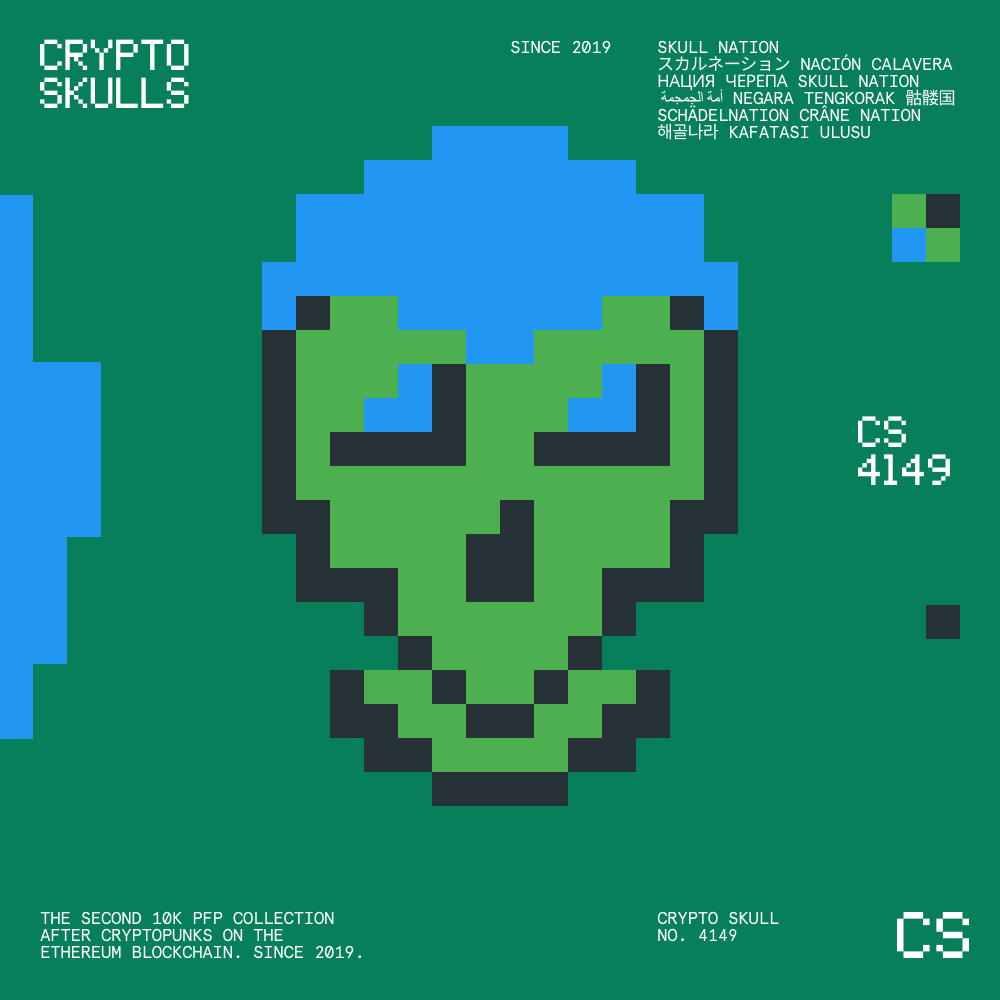 CRYPTO
SKULLS
SINCE 2019
SKULL NATION
スカルネーション NACIÓN CALAVERA
НАЦИЯ ЧЕРЕПА SKULL NATION
أمة الجمجمة NEGARA TENGKORAK 骷髅国
SCHÄDELNATION CRÂNE NATION
해골나라 KAFATASI ULUSU
CS
4149
THE SECOND 10K PFP COLLECTION
AFTER CRYPTOPUNKS ON THE
ETHEREUM BLOCKCHAIN. SINCE 2019.
CRYPTO SKULL
NO. 4149
CS